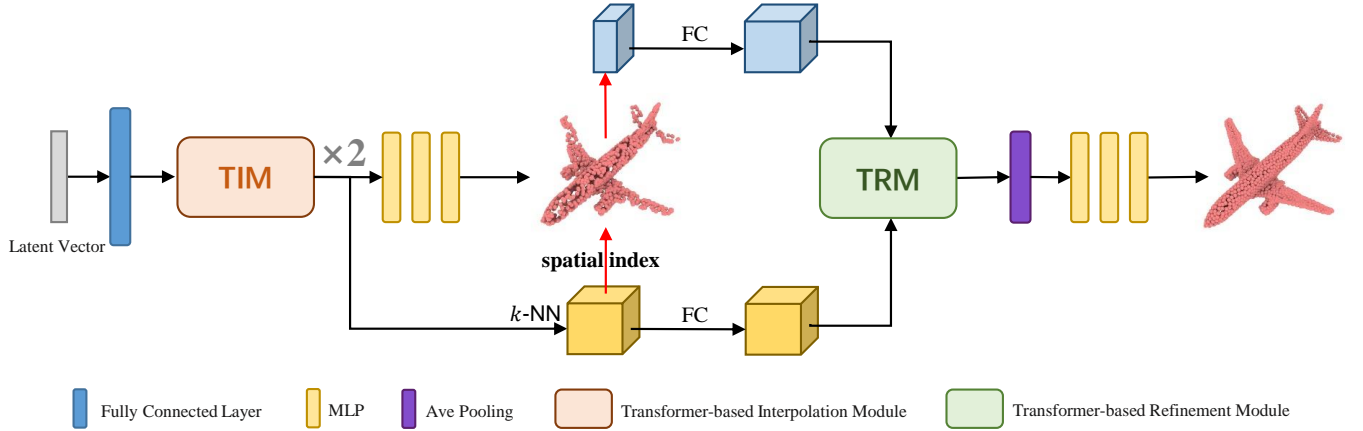 FC
TIM
×2
TRM
Latent Vector
spatial index
k-NN
FC
Fully Connected Layer
MLP
Ave Pooling
Transformer-based Interpolation Module
Transformer-based Refinement Module